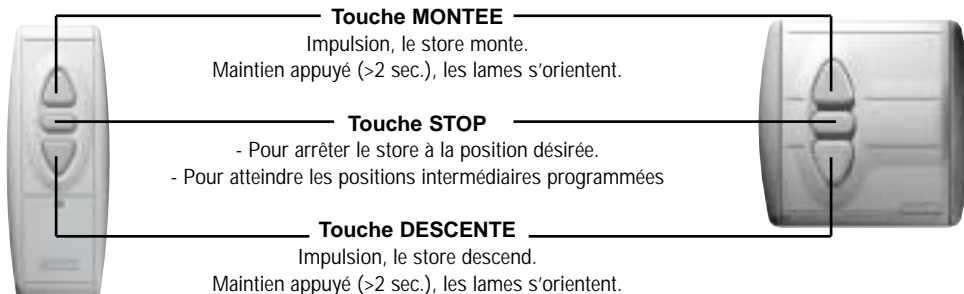 Touche MONTEE
Impulsion, le store monte.
Maintien appuyé (>2 sec.), les lames s’orientent.
Touche STOP
- Pour arrêter le store à la position désirée.
- Pour atteindre les positions intermédiaires programmées
Touche DESCENTE
Impulsion, le store descend.
Maintien appuyé (>2 sec.), les lames s’orientent.